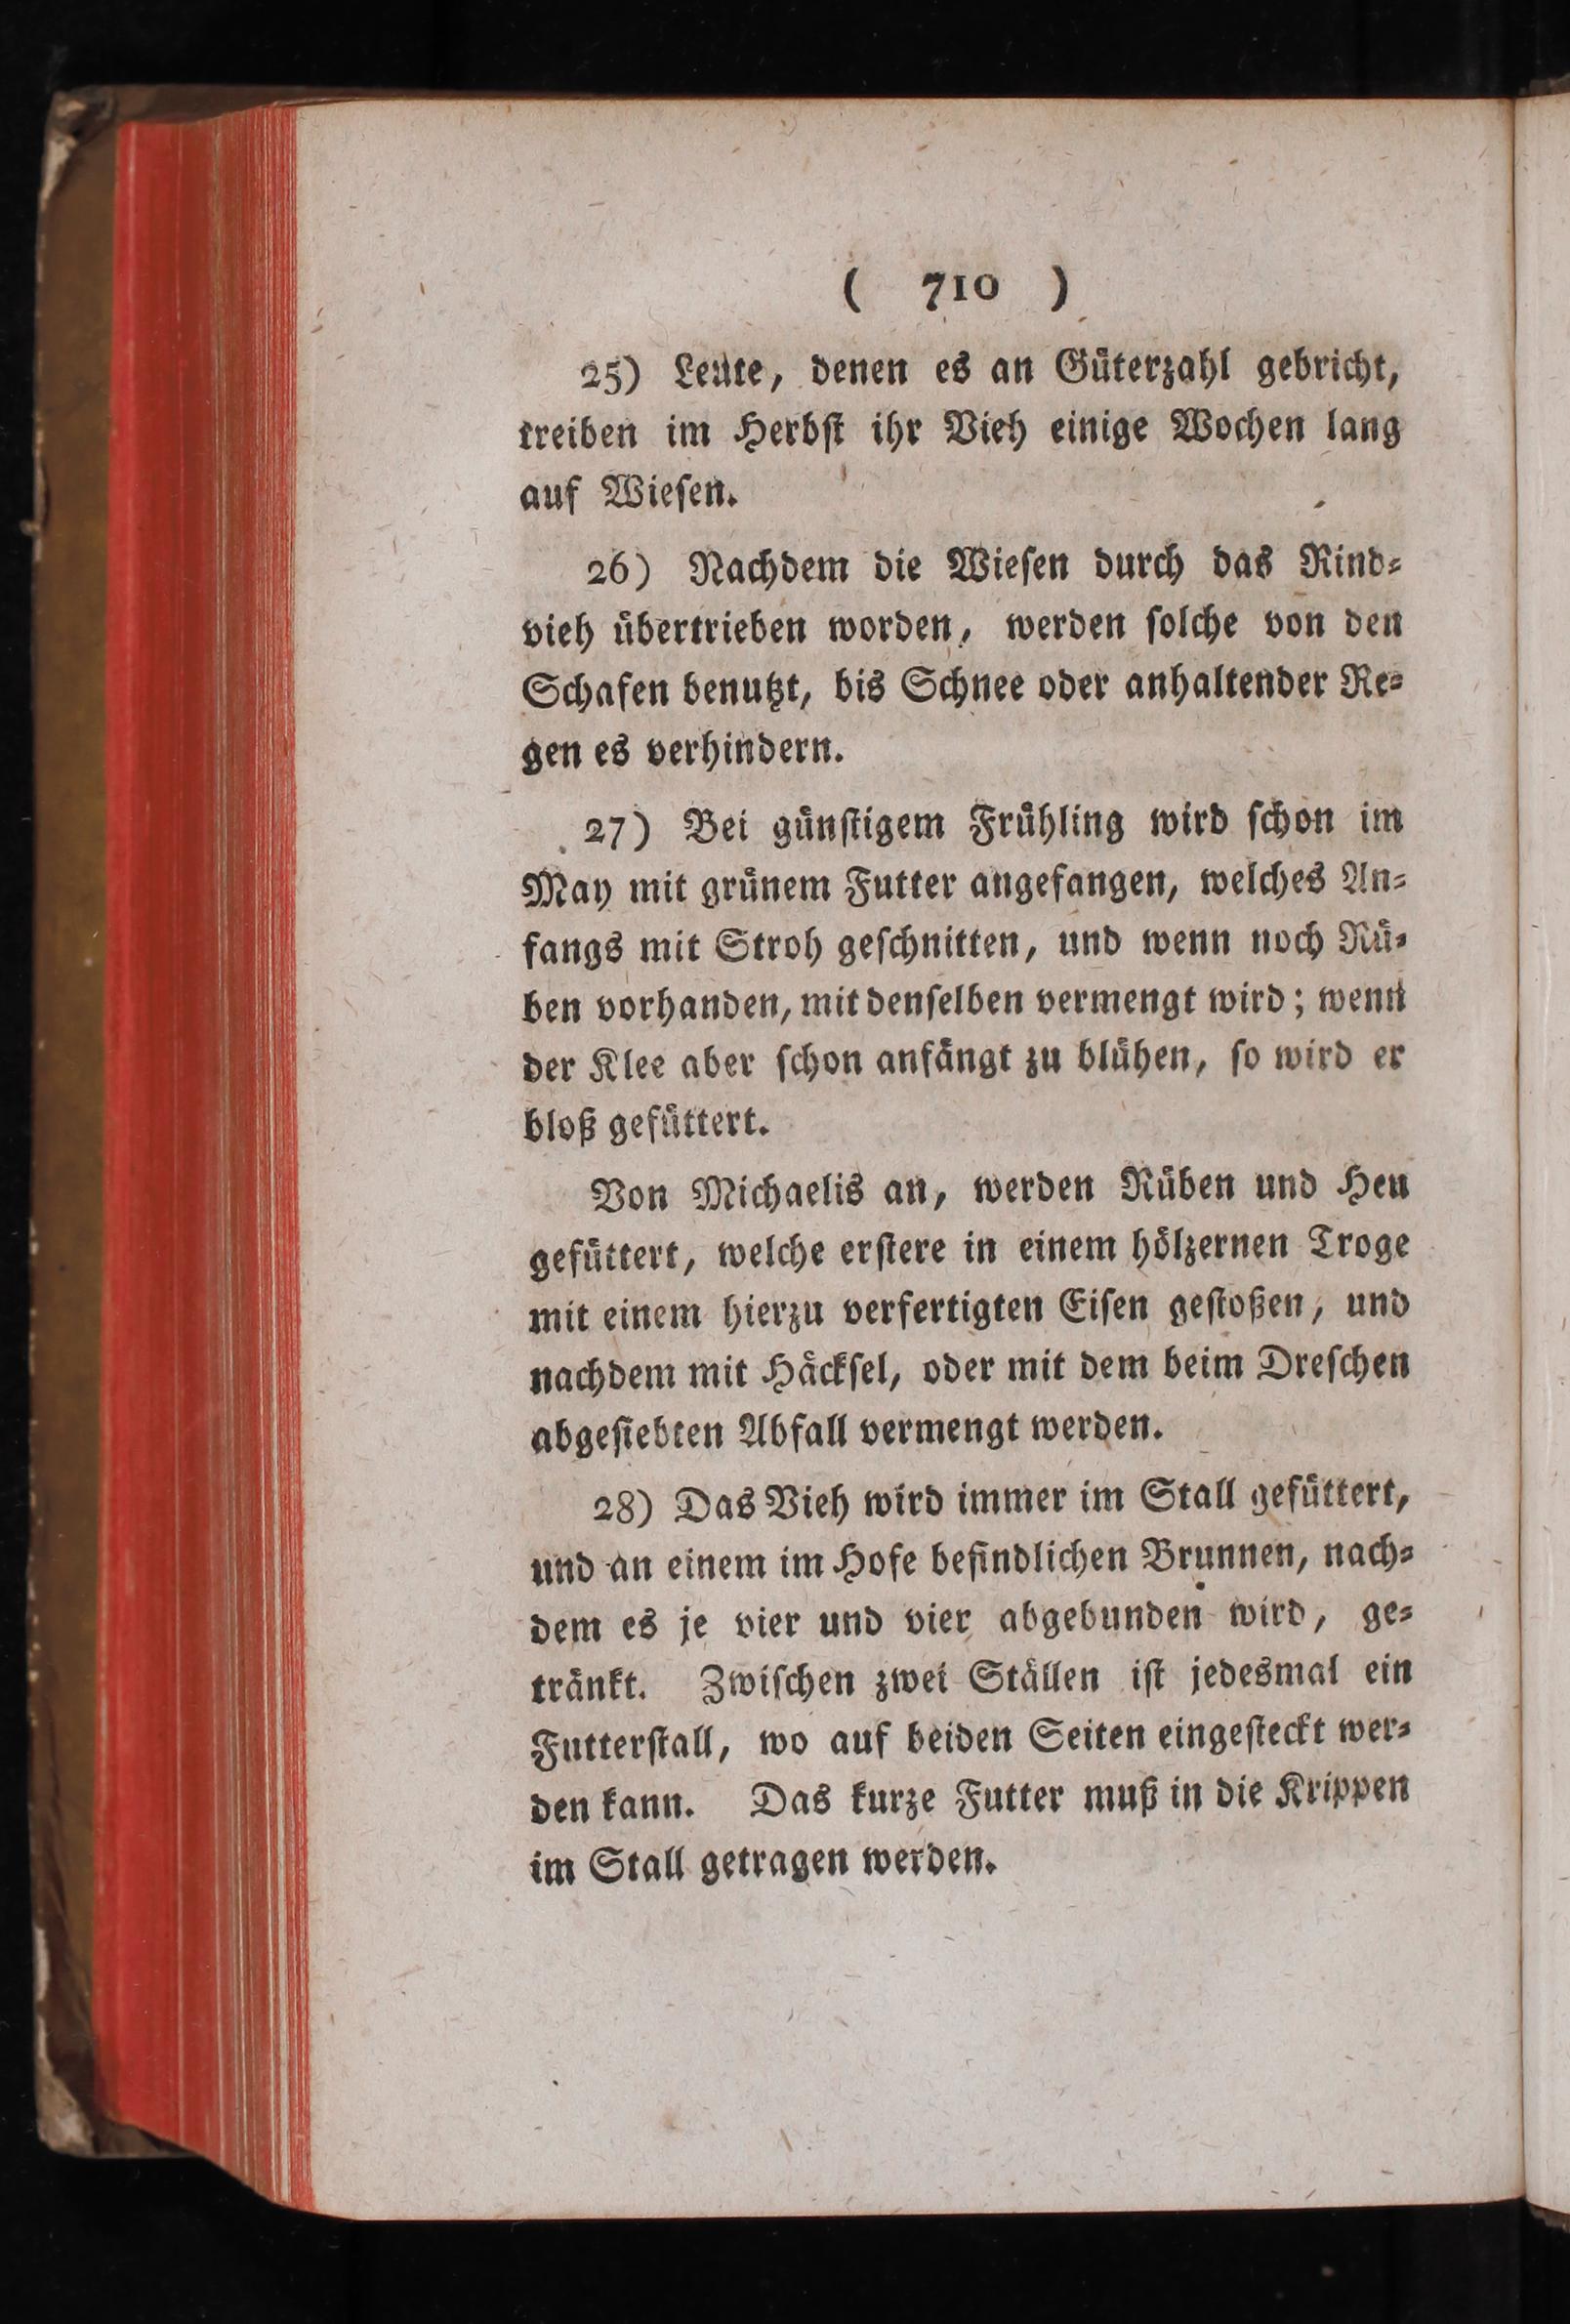 ( 710 )
25) Leute, denen es an Güterzahl gebricht,
treiben im Herbst ihr Vieh einige Wochen lang
auf Wiesen.
26) Nachdem die Wiesen durch das Rind-
vieh übertrieben worden, werden solche von den
Schafen benutzt, bis Schnee oder anhaltender Re-
gen es verhindern.
27) Bei günstigem Frühling wird schon im
May mit grünem Futter angefangen, welches An-
fangs mit Stroh geschnitten, und wenn noch Rü-
ben vorhanden, mit denselben vermengt wird; wenn
der Klee aber schon anfängt zu blühen, so wird er
bloß gefüttert.
Von Michaelis an, werden Rüben und Heu
gefüttert, welche erstere in einem hölzernen Troge
mit einem hierzu verfertigten Eisen gestoßen, und
nachdem mit Häcksel, oder mit dem beim Dreschen
abgesiebten Abfall vermengt werden.
28) Das Vieh wird immer im Stall gefüttert,
und an einem im Hofe befindlichen Brunnen, nach-
dem es je vier und vier abgebunden wird, ge-
tränkt. Zwischen zwei Ställen ist jedesmal ein
Futterstall, wo auf beiden Seiten eingesteckt wer-
den kann. Das kurze Futter muß in die Krippen
im Stall getragen werden.